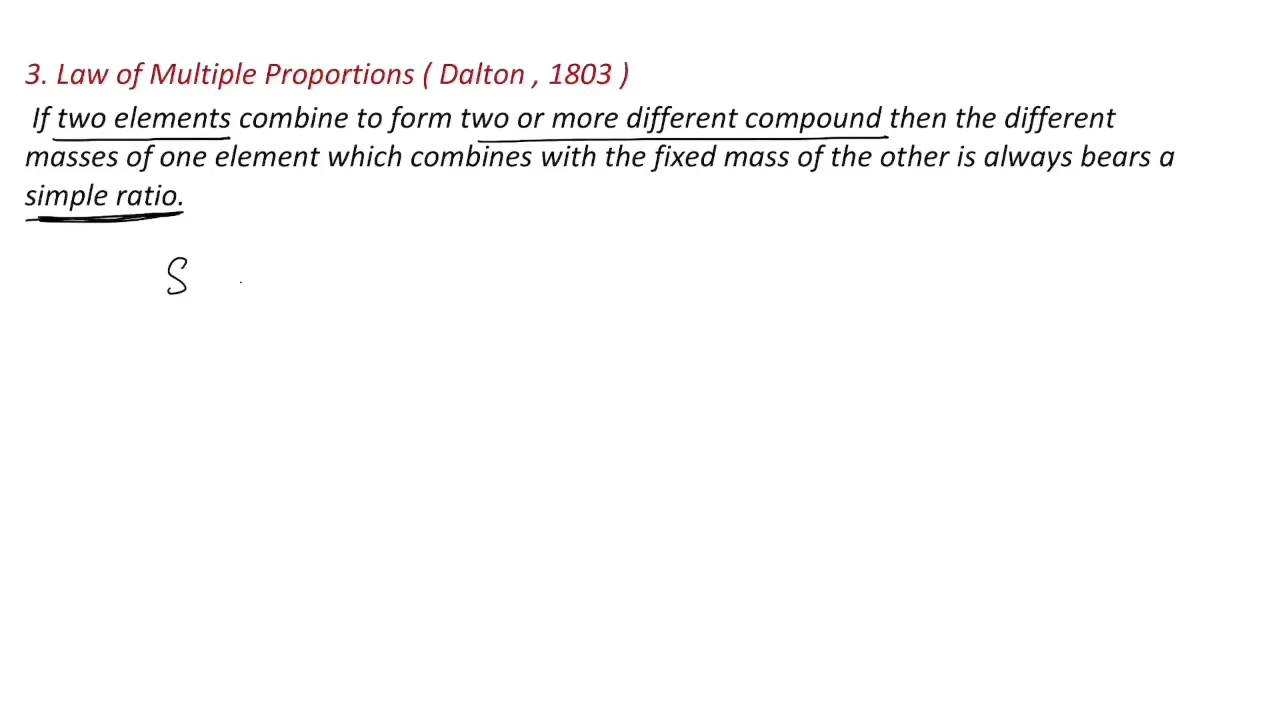 3. Law of Multiple Proportions ( Dalton , 1803 )
If two elements combine to form two or more different compound then the different
masses of one element which combines with the fixed mass of the other is always bears a
simple ratio.
S